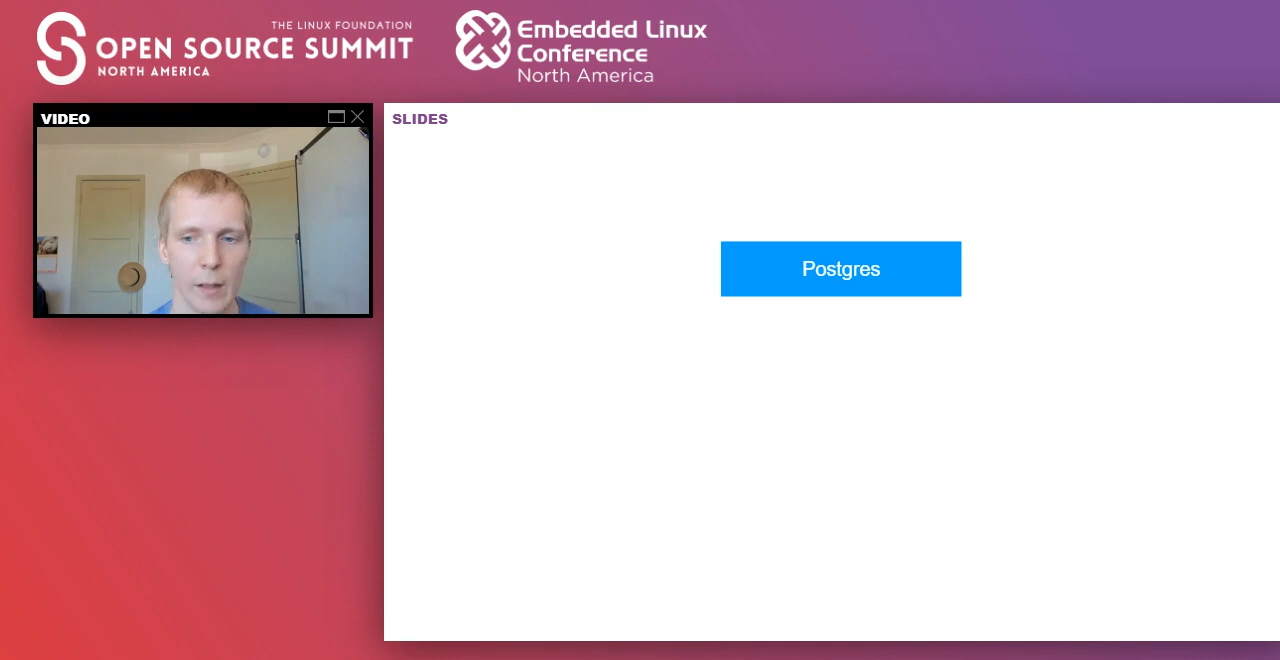 THE LINUX FOUNDATION
OPEN SOURCE SUMMIT
NORTH AMERICA
Embedded Linux
Conference
North America
VIDEO
SLIDES
Postgres